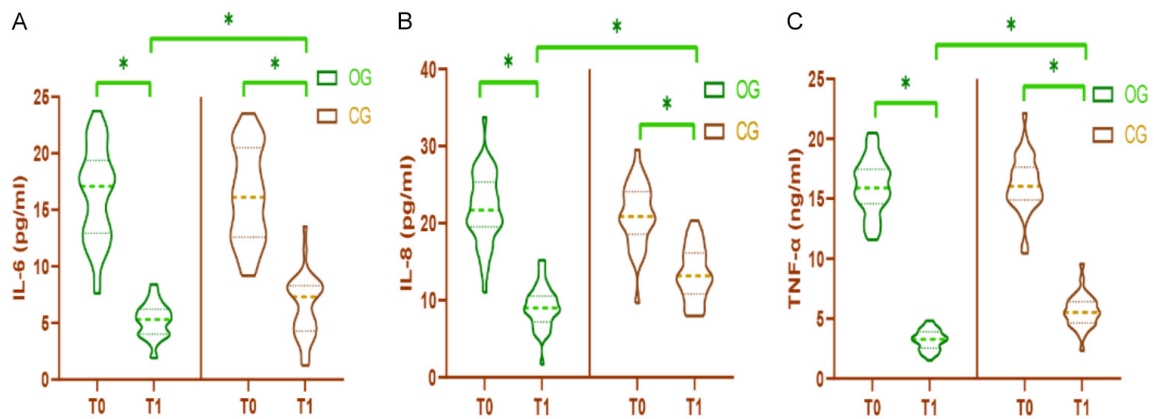 A
*
*
*
OG
CG
IL-6 (pg/ml)
25
20
15
10
5
0
T0 T1 T0 T1
B
*
*
*
OG
CG
IL-8 (pg/ml)
40
30
20
10
0
T0 T1 T0 T1
C
*
*
*
OG
CG
TNF-α (ng/ml)
25
20
15
10
5
0
T0 T1 T0 T1